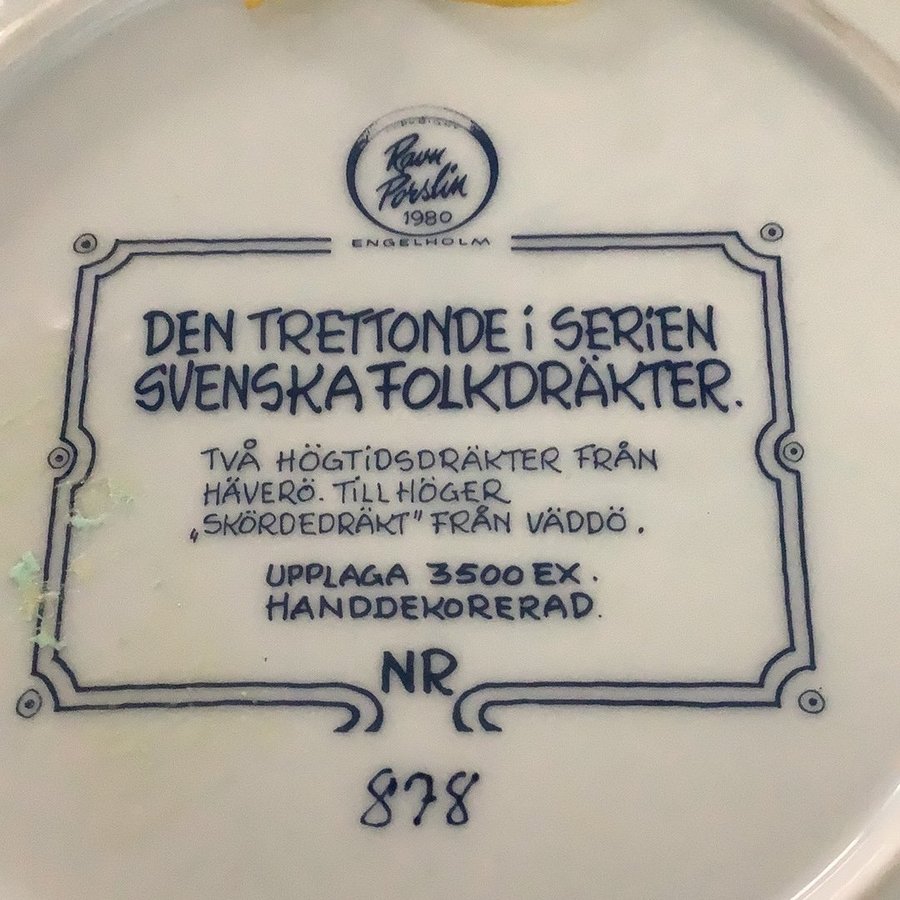 Ravn
Porslin
1980
ENGELHOLM
DEN TRETTONDE i SERiEN
SVENSKA FOLKDRÄKTER.
TVÅ HÖGTiDSDRÄKTER FRÅN
HÄVERÖ. TiLL HÖGER
„SKÖRDEDRÄKT" FRÅN VÄDDÖ.
UPPLAGA 3500 EX.
HANDDEKORERAD.
NR
878